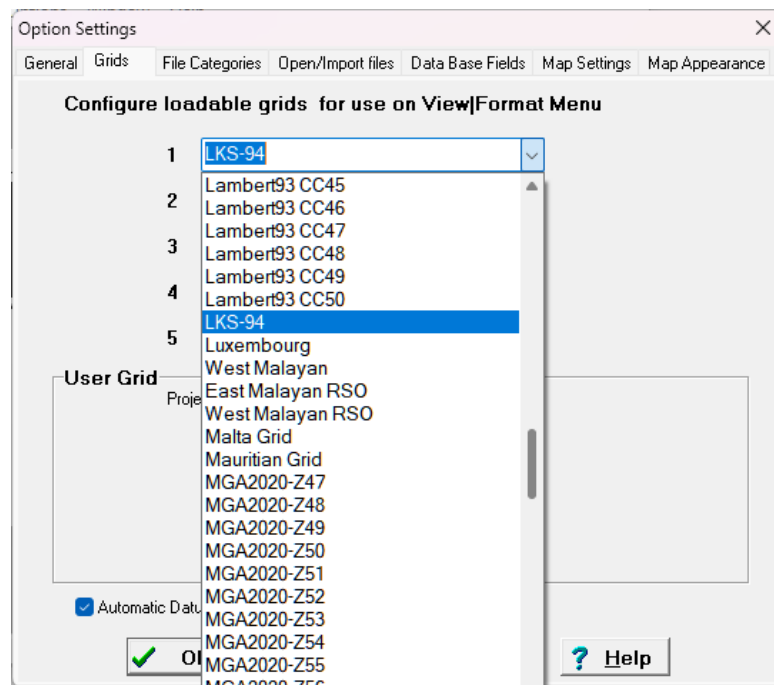 Option Settings
General Grids File Categories Open/Import files Data Base Fields Map Settings Map Appearance
Configure loadable grids for use on View|Format Menu
1 LKS-94
Lambert93 CC45
2 Lambert93 CC46
Lambert93 CC47
3 Lambert93 CC48
Lambert93 CC49
4 Lambert93 CC50
LKS-94
5 Luxembourg
West Malayan
User Grid
East Malayan RSO
West Malayan RSO
Malta Grid
Mauritian Grid
MGA2020-Z47
MGA2020-Z48
MGA2020-Z49
MGA2020-Z50
MGA2020-Z51
MGA2020-Z52
Automatic
MGA2020-Z53
MGA2020-Z54
MGA2020-Z55
MGA2020-Z56
? Help